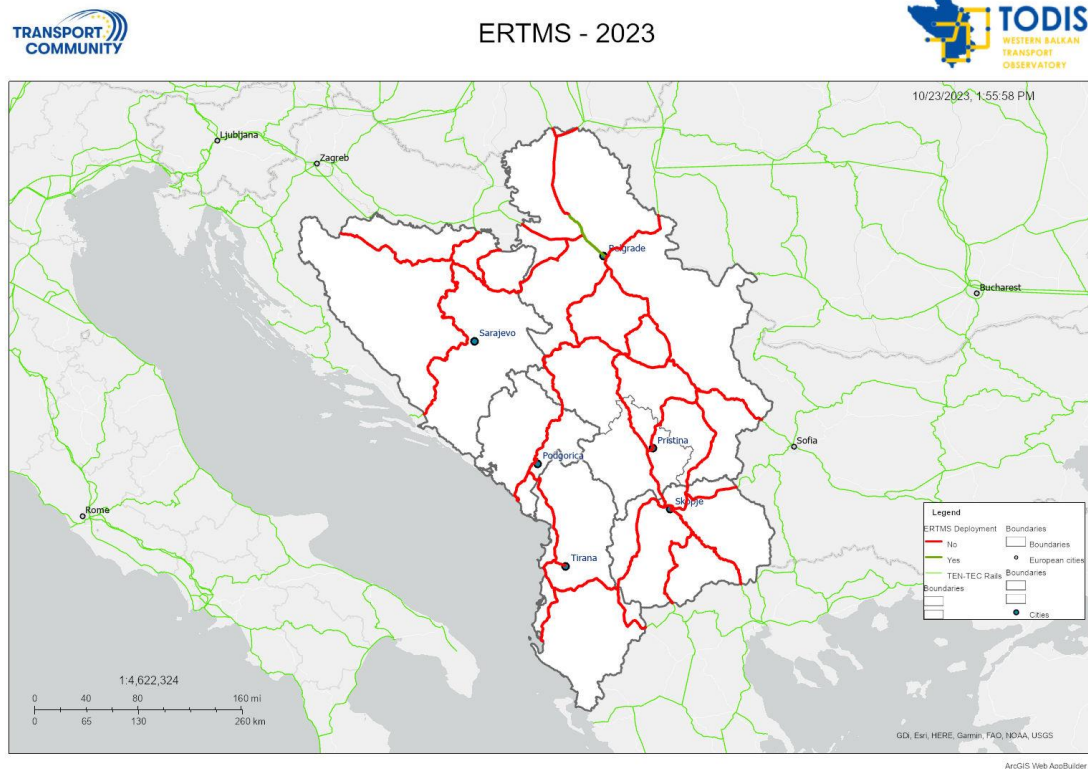 TRANSPORT
COMMUNITY
ERTMS - 2023
TODIS
WESTERN BALKAN
TRANSPORT
OBSERVATORY
10/23/2023, 1:55:58 PM
Ljubljana
Zagreb
Belgrade
Bucharest
Sarajevo
Sofia
Pristina
Podgorica
Skopje
Rome
Tirana
Legend
ERTMS Deployment
No
Yes
TEN-TEC Rails
Boundaries
Boundaries
Boundaries
European cities
Boundaries
Cities
1:4,622,324
0 40 80 160 mi
0 65 130 260 km
GDi, Esri, HERE, Garmin, FAO, NOAA, USGS
ArcGIS Web AppBuilder